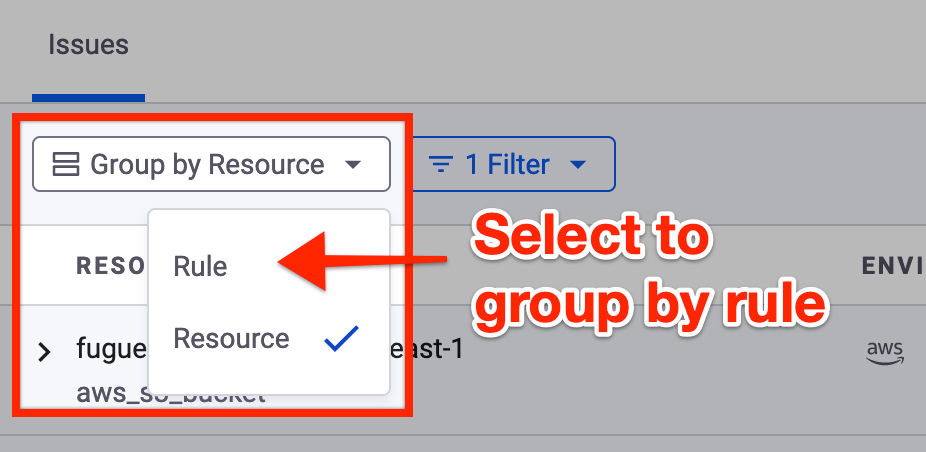 Issues
Group by Resource
1 Filter
Rule
Resource
Select to
group by rule
RESO
ENVI
fugue
east-1
aws